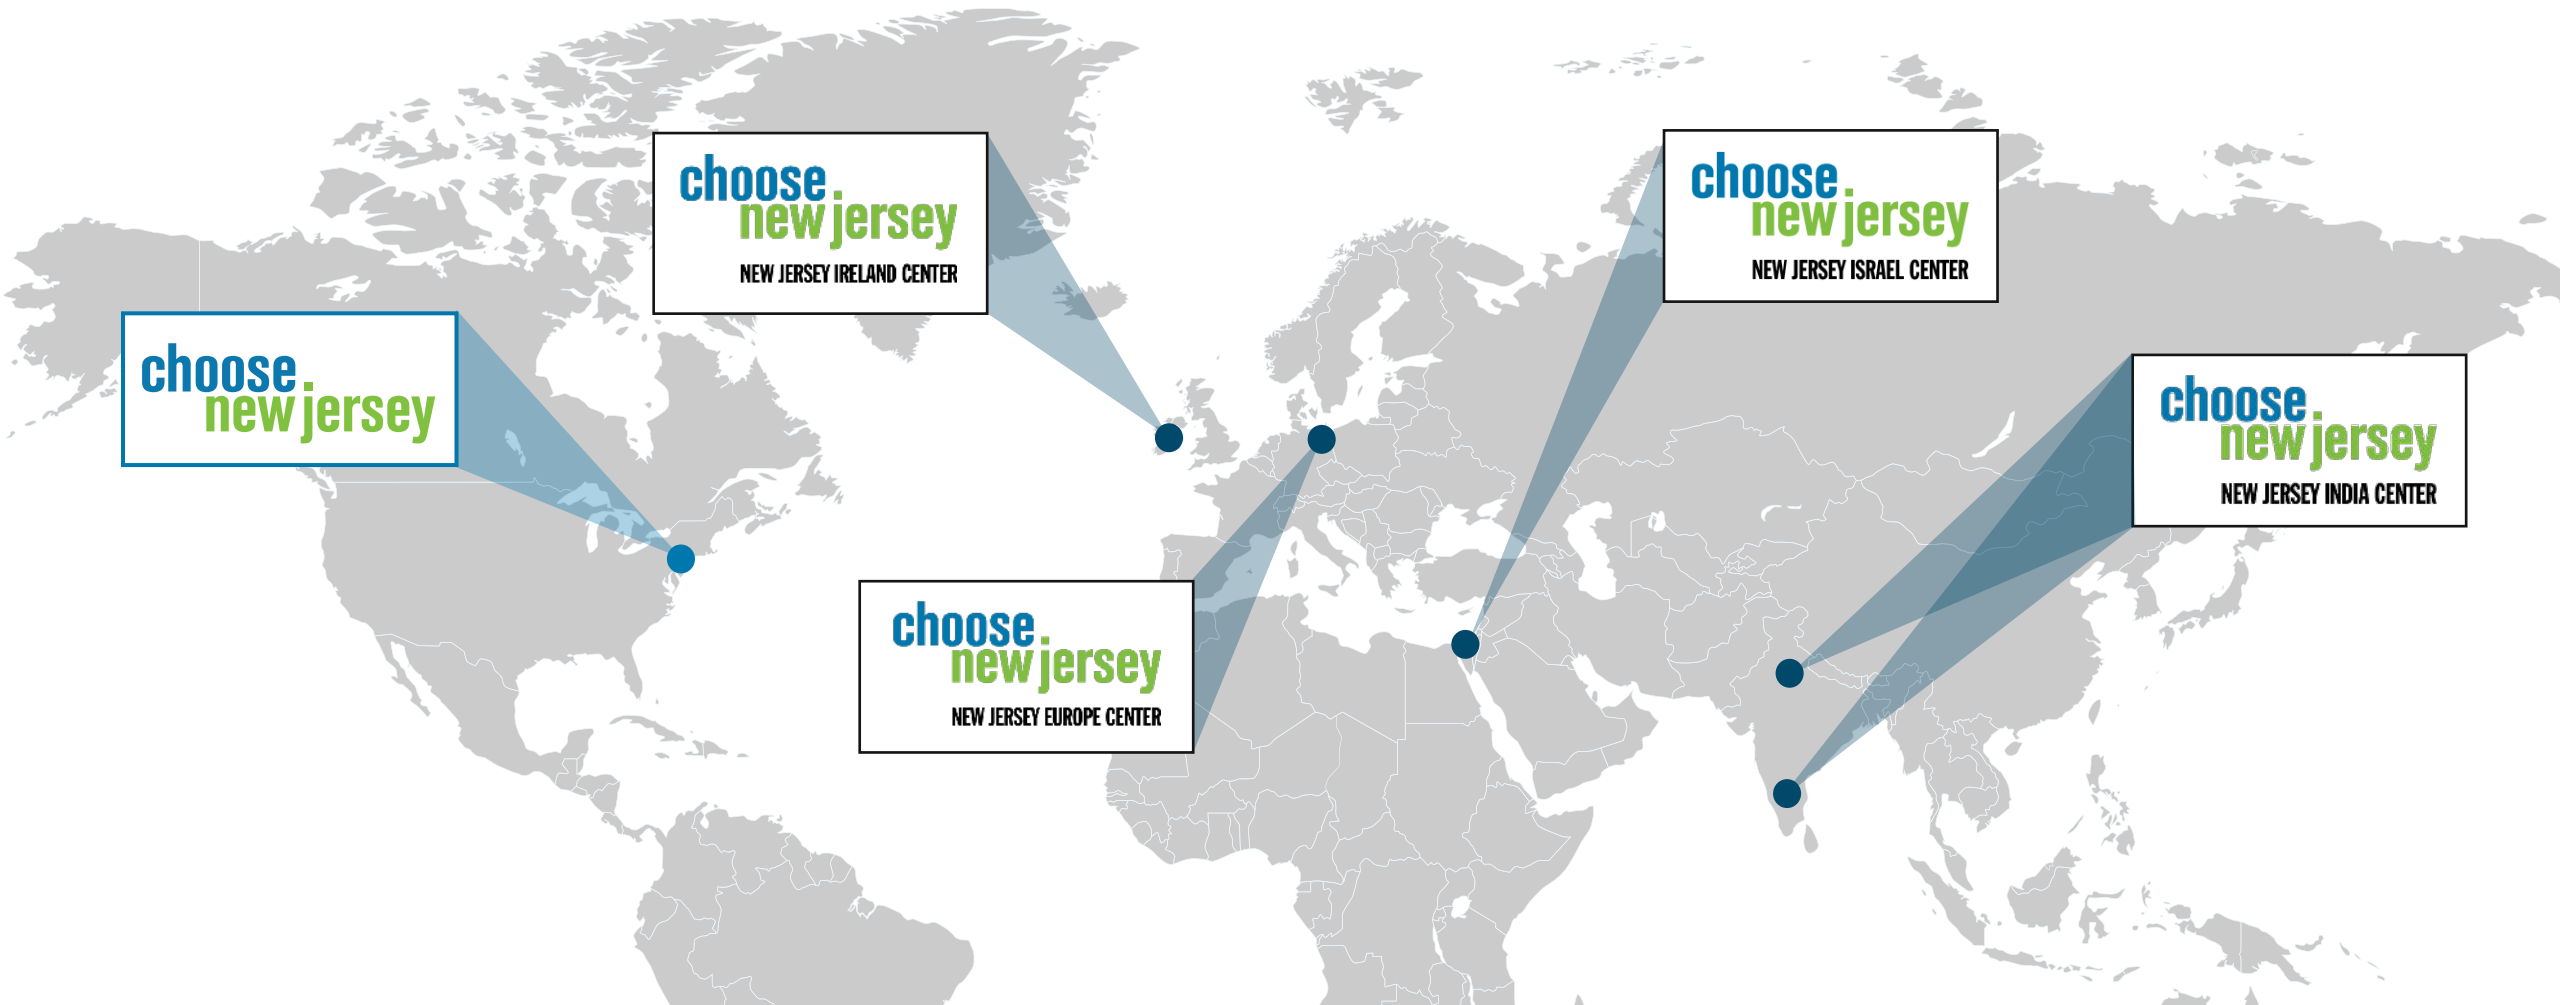 choose
new jersey
NEW JERSEY IRELAND CENTER
choose
new jersey
NEW JERSEY ISRAEL CENTER
choose
new jersey
choose
new jersey
NEW JERSEY INDIA CENTER
choose
new jersey
NEW JERSEY EUROPE CENTER